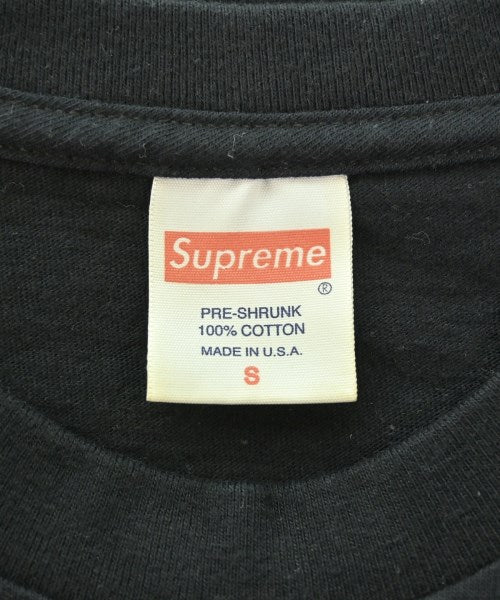 Supreme
®
PRE-SHRUNK
100% COTTON
MADE IN U.S.A.
S